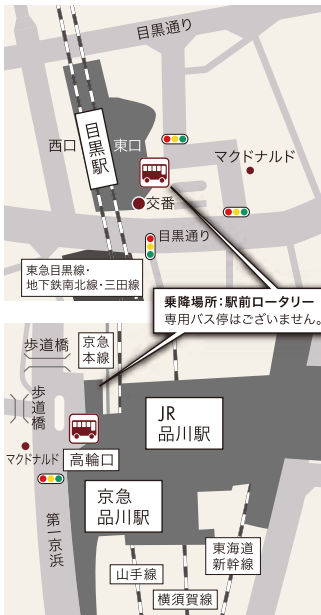 目黒通り
目黒駅
西口
東口
マクドナルド
交番
目黒通り
東急目黒線・
地下鉄南北線・三田線
乗降場所:駅前ロータリー
専用バス停はございません。
京急
本線
歩道橋
歩道橋
マクドナルド
高輪口
JR
品川駅
京急
品川駅
第一京浜
東海道
新幹線
山手線
横須賀線